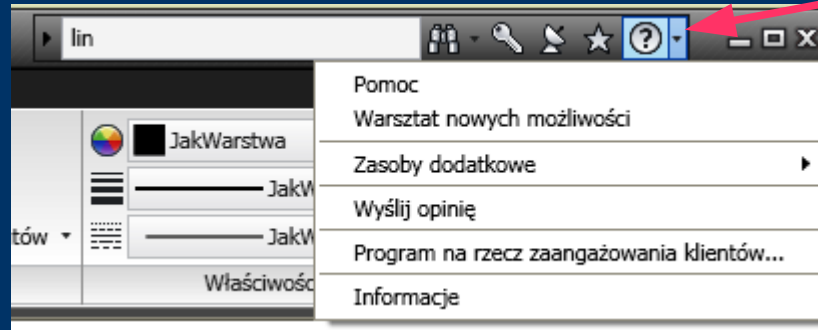 lin
Pomoc
Warsztat nowych możliwości
JakWarstwa
Zasoby dodatkowe
JakW
Wyślij opinię
tów
JakW
Program na rzecz zaangażowania klientów...
Właściwośc
Informacje